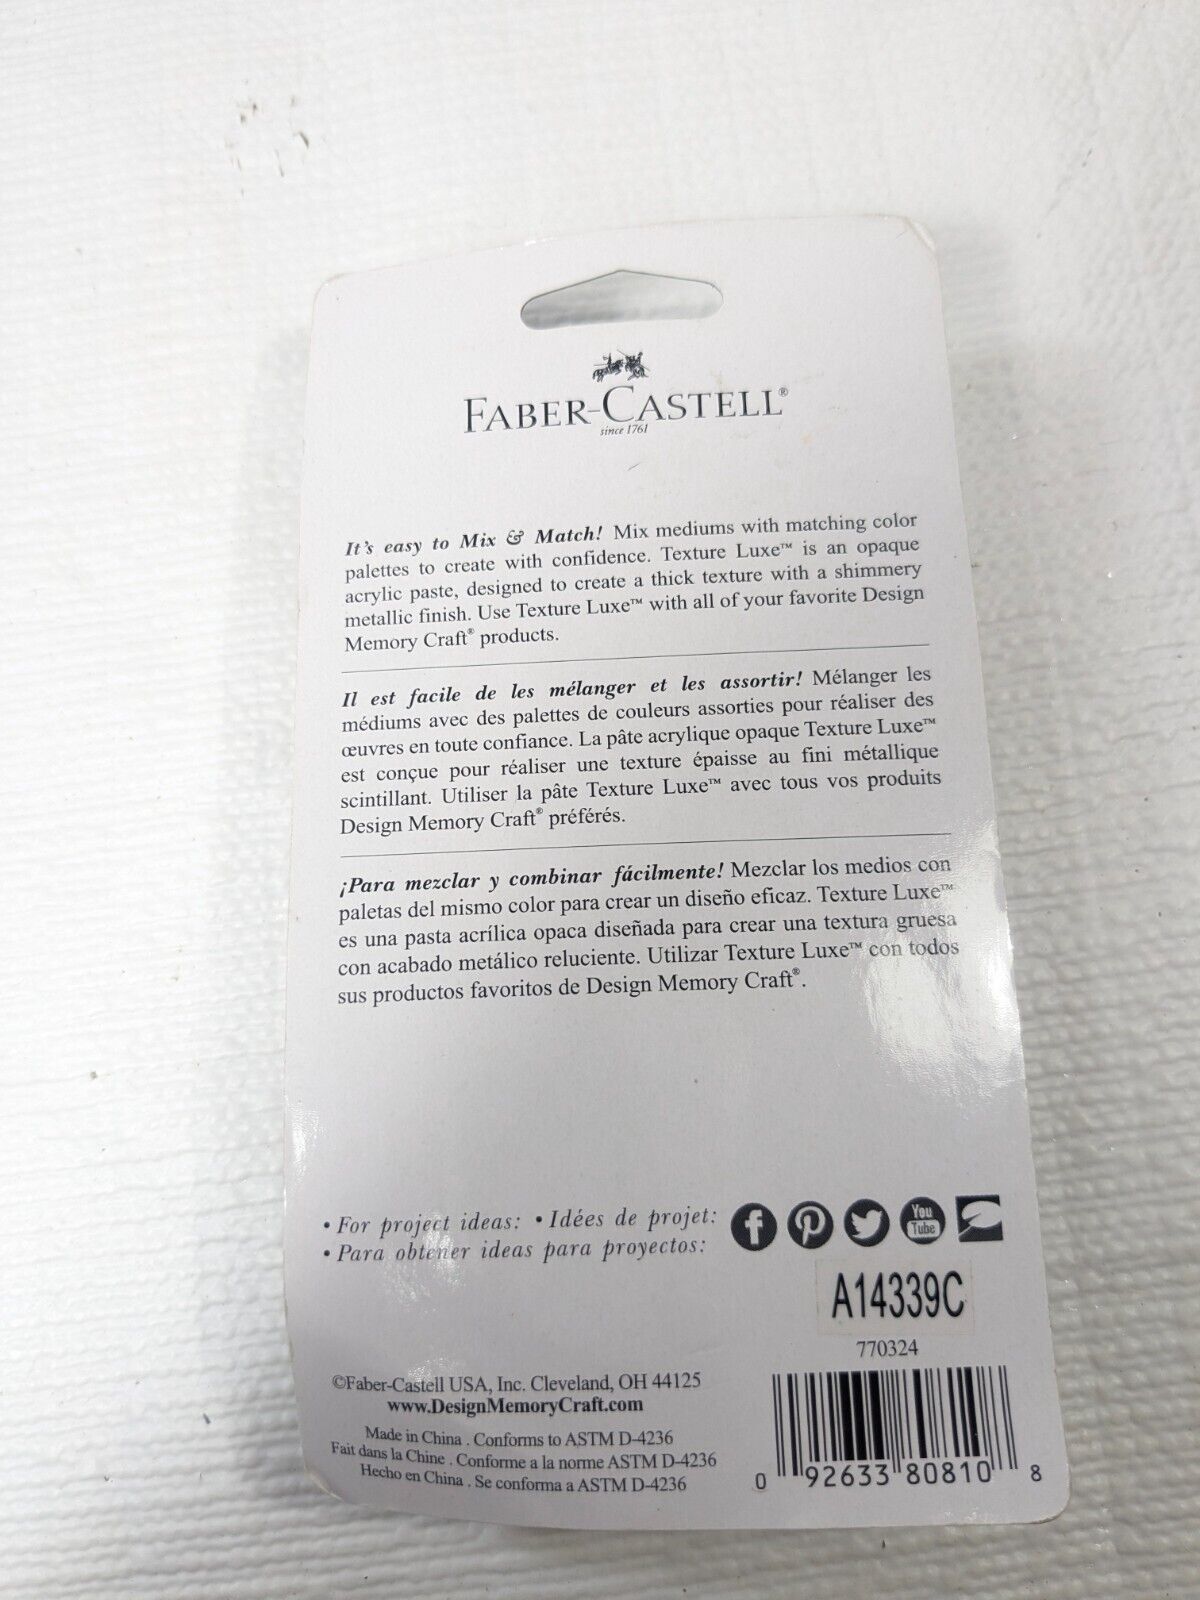 FABER-CASTELL®
since 1761
It's easy to Mix & Match! Mix mediums with matching color
palettes to create with confidence. Texture Luxe™ is an opaque
acrylic paste, designed to create a thick texture with a shimmery
metallic finish. Use Texture Luxe™ with all of your favorite Design
Memory Craft® products.
Il est facile de les mélanger et les assortir! Mélanger les
médiums avec des palettes de couleurs assorties pour réaliser des
œuvres en toute confiance. La pâte acrylique opaque Texture Luxe™
est conçue pour réaliser une texture épaisse au fini métallique
scintillant. Utiliser la pâte Texture Luxe™ avec tous vos produits
Design Memory Craft® préférés.
¡Para mezclar y combinar fácilmente! Mezclar los medios con
paletas del mismo color para crear un diseño eficaz. Texture Luxe™
es una pasta acrílica opaca diseñada para crear una textura gruesa
con acabado metálico reluciente. Utilizar Texture Luxe™ con todos
sus productos favoritos de Design Memory Craft®.
• For project ideas: • Idées de projet:
• Para obtener ideas para proyectos:
You
Tube
A14339C
770324
©Faber-Castell USA, Inc. Cleveland, OH 44125
www.DesignMemoryCraft.com
Made in China . Conforms to ASTM D-4236
Fait dans la Chine . Conforme a la norme ASTM D-4236
Hecho en China . Se conforma a ASTM D-4236
0 92633 80810 8